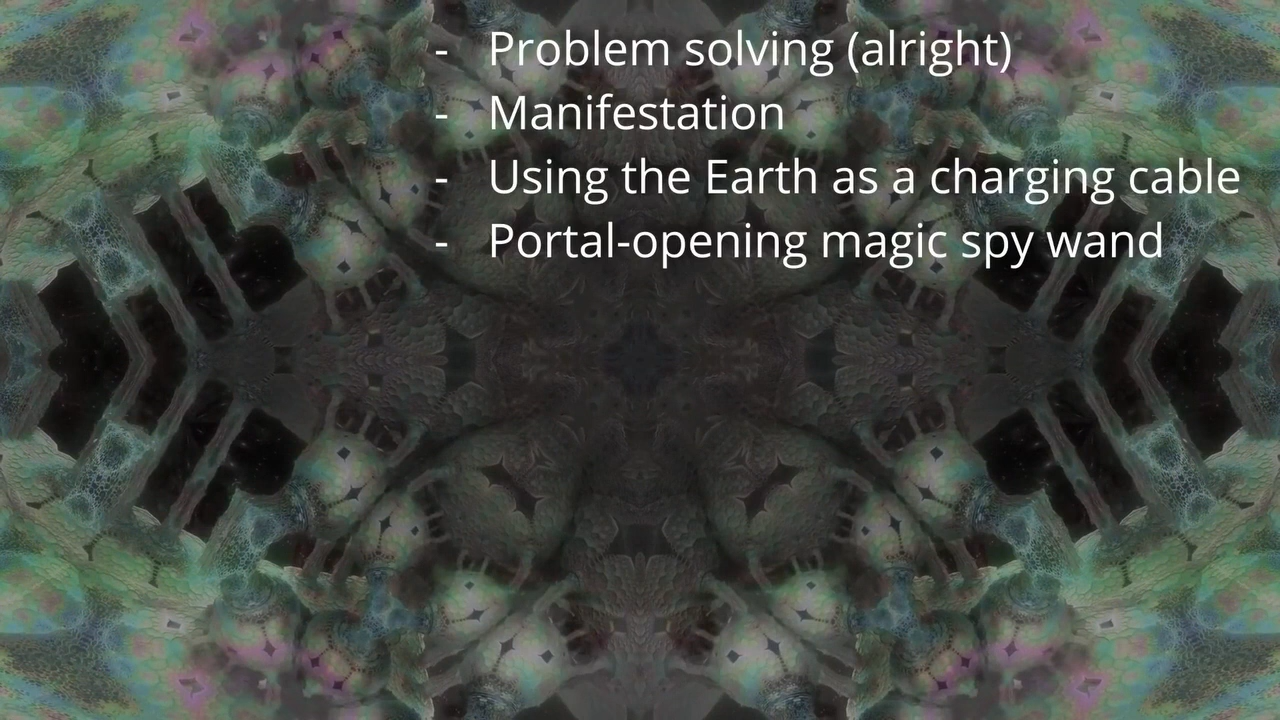 - Problem solving (alright)
- Manifestation
- Using the Earth as a charging cable
- Portal-opening magic spy wand